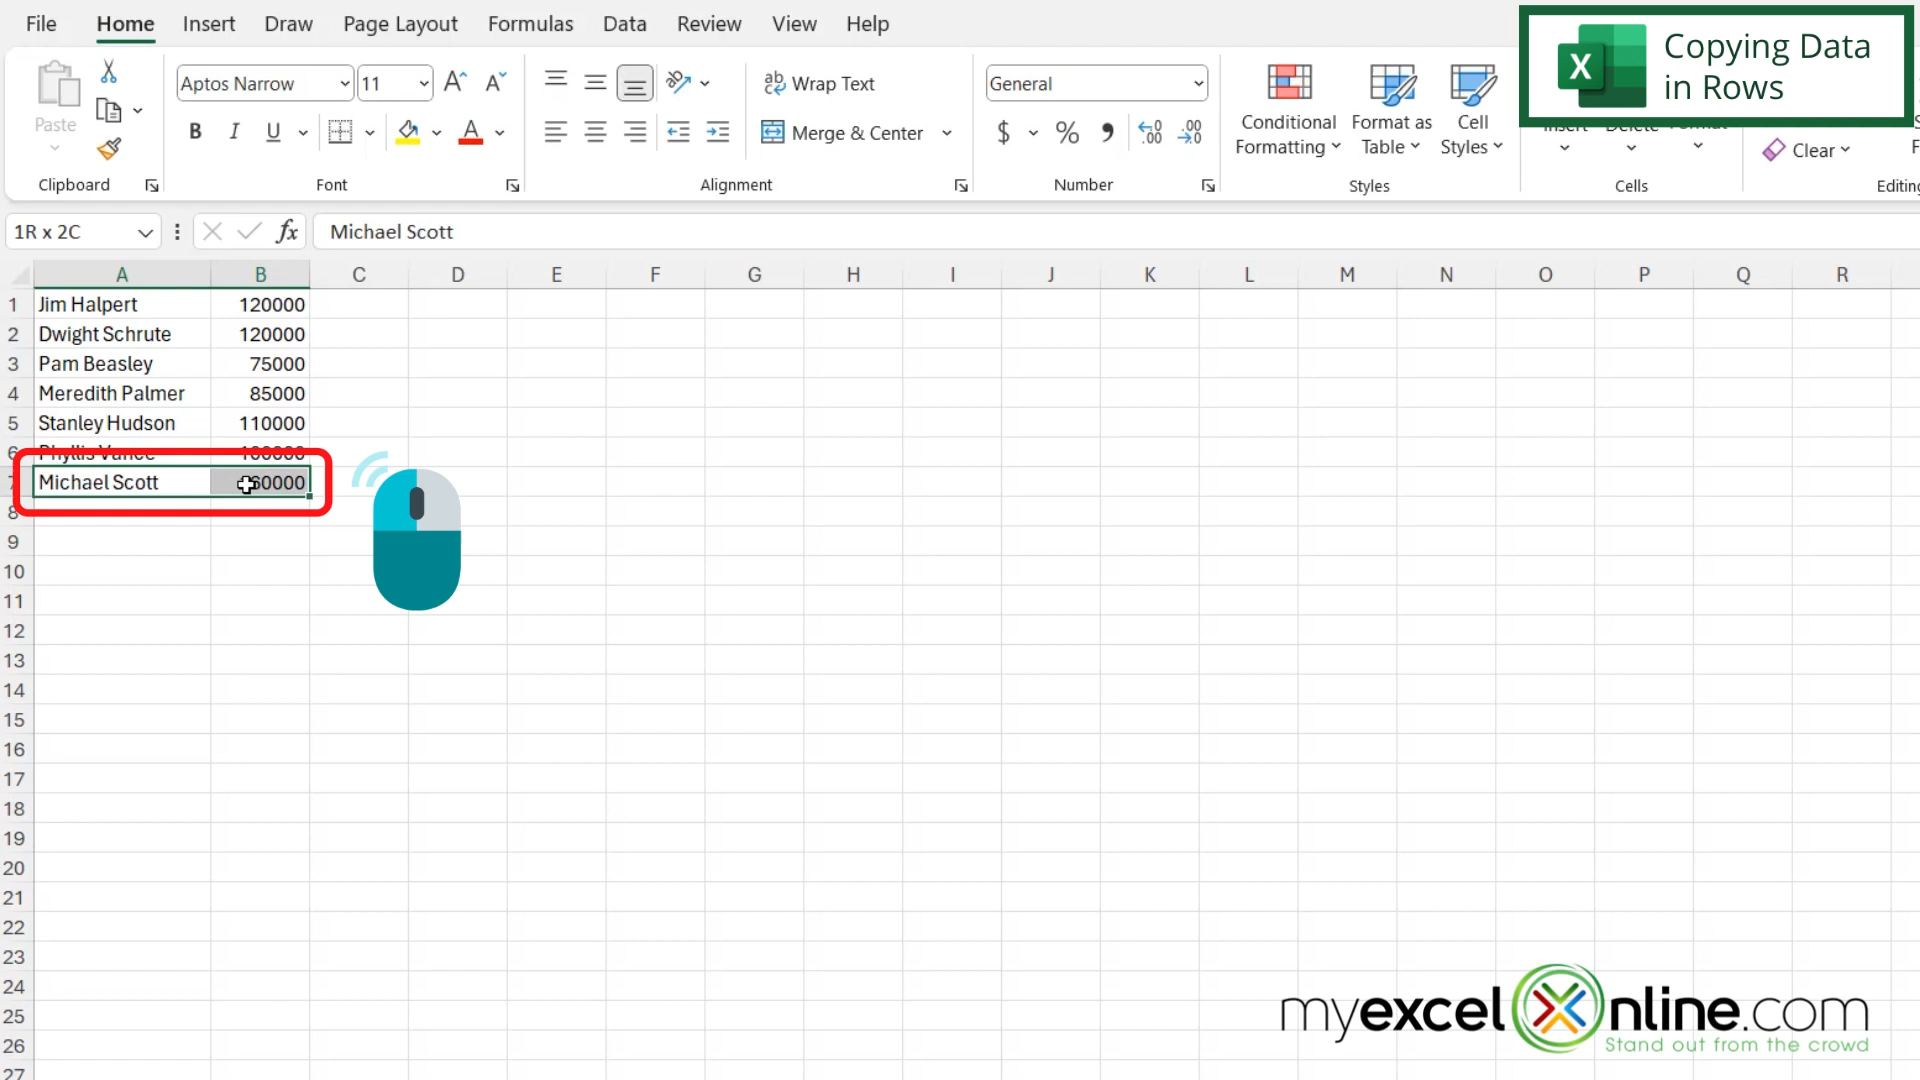 File Home Insert Draw Page Layout Formulas Data Review View Help
Copying Data
in Rows
Paste
Aptos Narrow 11
Wrap Text
General
B I U
Merge & Center
$ % 9
Conditional
Formatting
Format as
Table
Cell
Styles
Clear
Clipboard Font Alignment Number Styles Cells Editing
1R x 2C fx Michael Scott
A B C D E F G H I J K L M N O P Q R
1 Jim Halpert 120000
2 Dwight Schrute 120000
3 Pam Beasley 75000
4 Meredith Palmer 85000
5 Stanley Hudson 110000
6 Phyllis Vance 100000
7 Michael Scott
8
9
10
11
12
13
14
15
16
17
18
19
20
21
22
23
24
25
26
27
myexcelonline.com
Stand out from the crowd